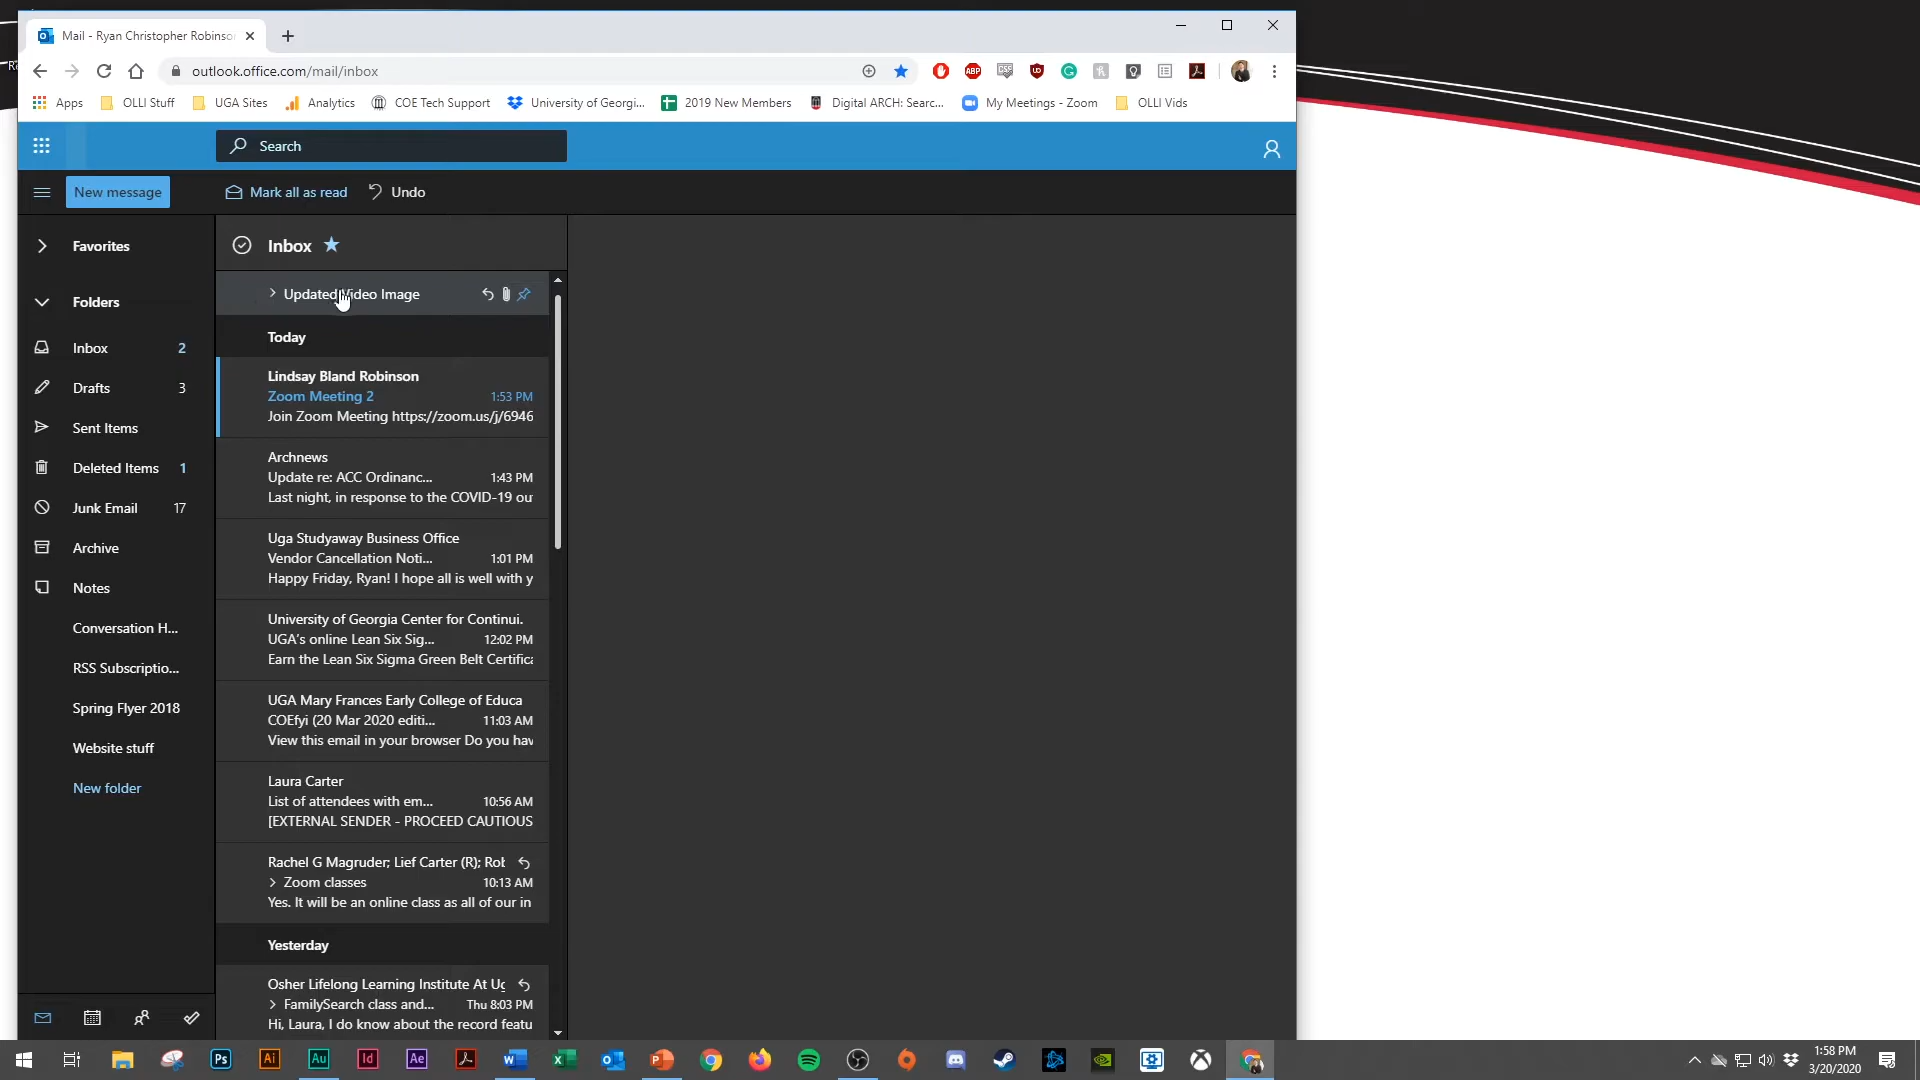 Mail - Ryan Christopher Robinso
outlook.office.com/mail/inbox
Apps
OLLI Stuff
UGA Sites
Analytics
COE Tech Support
University of Georgi...
2019 New Members
Digital ARCH: Searc...
My Meetings - Zoom
OLLI Vids
Search
New message
Mark all as read
Undo
Favorites
Folders
Inbox 2
Drafts 3
Sent Items
Deleted Items 1
Junk Email 17
Archive
Notes
Conversation H...
RSS Subscriptio...
Spring Flyer 2018
Website stuff
New folder
Inbox
Updated Video Image
Today
Lindsay Bland Robinson
Zoom Meeting 2 1:53 PM
Join Zoom Meeting https://zoom.us/j/6946
Archnews
Update re: ACC Ordinanc... 1:43 PM
Last night, in response to the COVID-19 ou
Uga Studyaway Business Office
Vendor Cancellation Noti... 1:01 PM
Happy Friday, Ryan! I hope all is well with y
University of Georgia Center for Continui.
UGA's online Lean Six Sig... 12:02 PM
Earn the Lean Six Sigma Green Belt Certific
UGA Mary Frances Early College of Educa
COEfyi (20 Mar 2020 editi... 11:03 AM
View this email in your browser Do you hav
Laura Carter
List of attendees with em... 10:56 AM
[EXTERNAL SENDER - PROCEED CAUTIOUS
Rachel G Magruder; Lief Carter (R); Rob
Zoom classes 10:13 AM
Yes. It will be an online class as all of our in
Yesterday
Osher Lifelong Learning Institute At Ug
FamilySearch class and... Thu 8:03 PM
Hi, Laura, I do know about the record featu
Ps
Ai
Au
Id
Ae
1:58 PM
3/20/2020